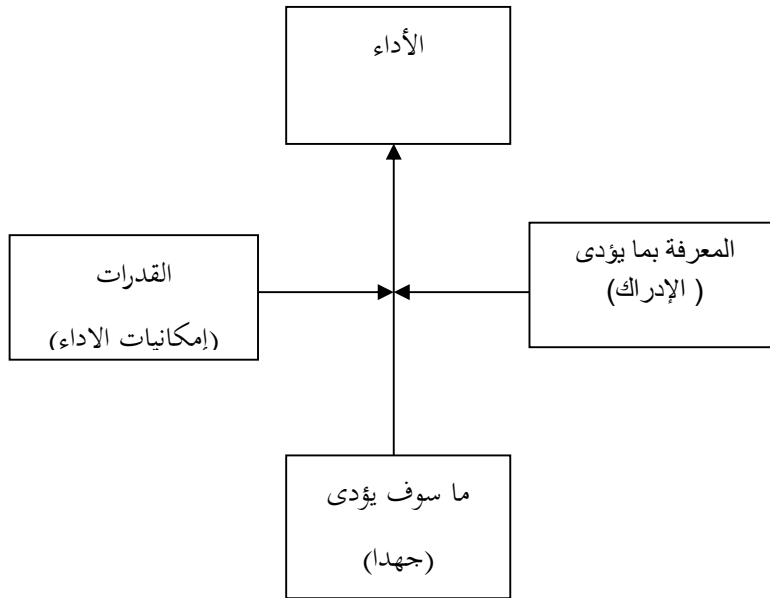 الأداء
المعرفة بما يؤدى
( الإدراك)
القدرات
(إمكانيات الاداء)
ما سوف يؤدى
(جهدا)